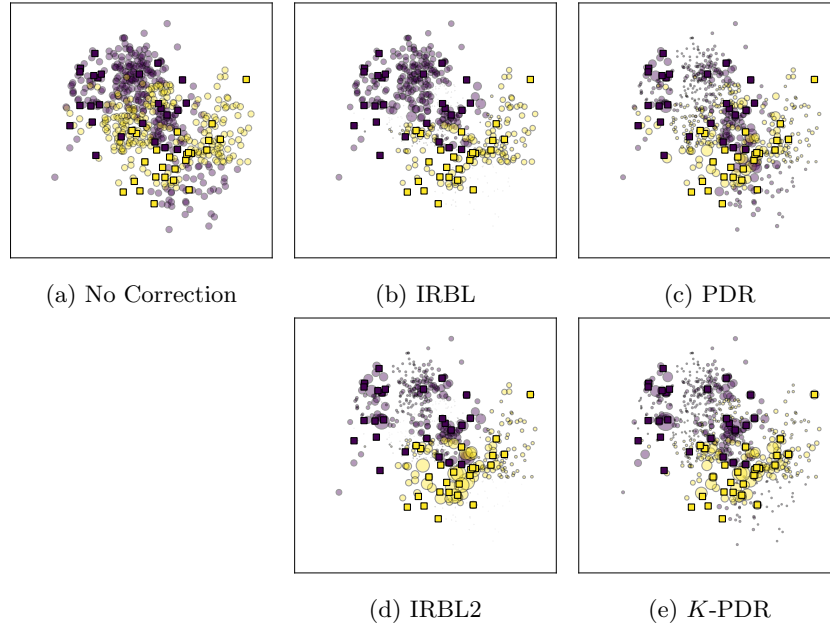 (a) No Correction
(b) IRBL
(c) PDR
(d) IRBL2
(e) K-PDR